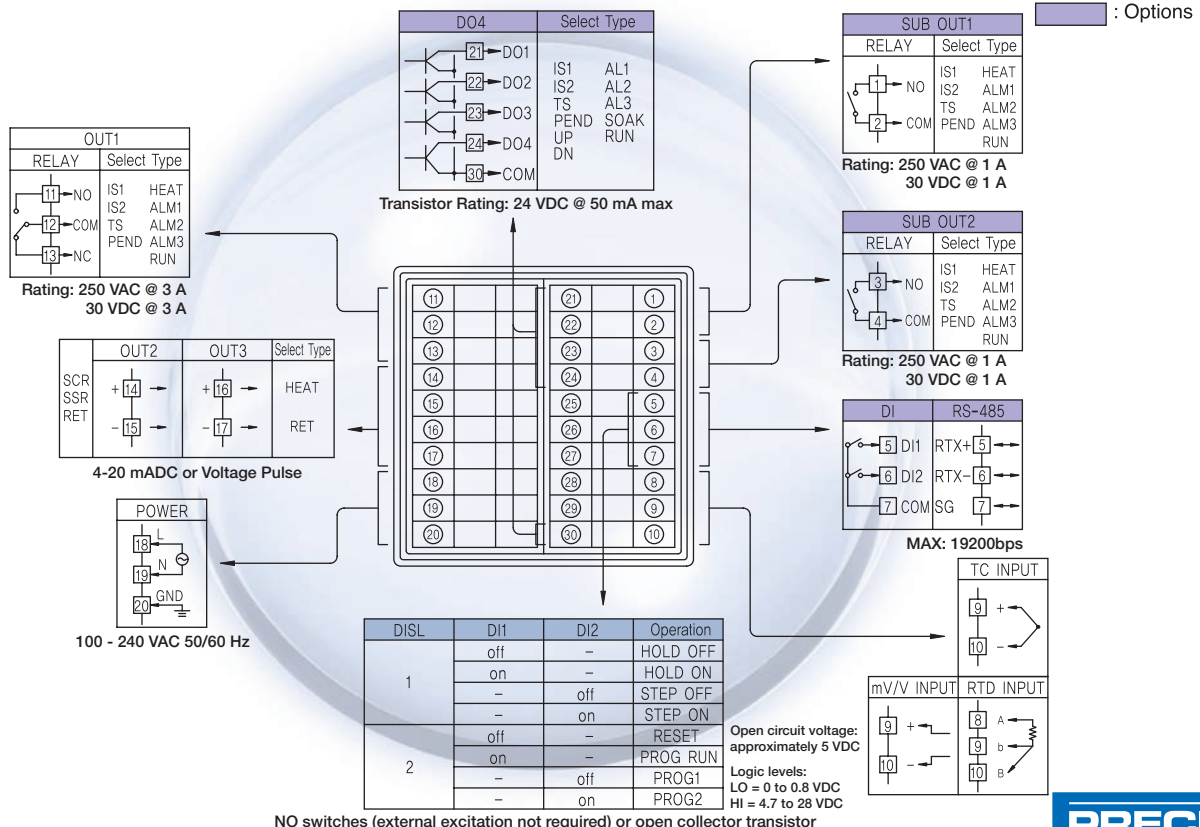 : Options
DO4 Select Type
21 DO1
22 DO2
23 DO3
24 DO4
30 COM
IS1 AL1
IS2 AL2
TS AL3
PEND SOAK
UP RUN
DN
Transistor Rating: 24 VDC @ 50 mA max
SUB OUT1
RELAY Select Type
1 NO
2 COM
IS1 HEAT
IS2 ALM1
TS ALM2
PEND ALM3
RUN
Rating: 250 VAC @ 1 A
30 VDC @ 1 A
OUT1
RELAY Select Type
11 NO
12 COM
13 NC
IS1 HEAT
IS2 ALM1
TS ALM2
PEND ALM3
RUN
Rating: 250 VAC @ 3 A
30 VDC @ 3 A
SUB OUT2
RELAY Select Type
3 NO
4 COM
IS1 HEAT
IS2 ALM1
TS ALM2
PEND ALM3
RUN
Rating: 250 VAC @ 1 A
30 VDC @ 1 A
11 21 1
12 22 2
13 23 3
14 24 4
15 25 5
16 26 6
17 27 7
18 28 8
19 29 9
20 30 10
OUT2 OUT3 Select Type
SCR
SSR
RET
+ 14 + 16 HEAT
- 15 - 17 RET
4-20 mADC or Voltage Pulse
DI RS-485
5 DI1 RTX+ 5
6 DI2 RTX- 6
7 COM SG 7
MAX: 19200bps
POWER
18 L
19 N
20 GND
100 - 240 VAC 50/60 Hz
TC INPUT
9 +
10 -
mV/V INPUT RTD INPUT
9 +
10 -
8 A
9 b
10 B
DISL DI1 DI2 Operation
1
off – HOLD OFF
on – HOLD ON
– off STEP OFF
– on STEP ON
2
off – RESET
on – PROG RUN
– off PROG1
– on PROG2
Open circuit voltage:
approximately 5 VDC
Logic levels:
LO = 0 to 0.8 VDC
HI = 4.7 to 28 VDC
NO switches (external excitation not required) or open collector transistor